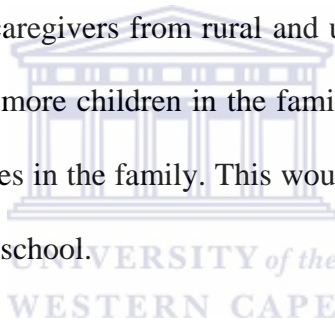 caregivers from rural and u
more children in the fami
es in the family. This wou
school.
UNIVERSITY of the
WESTERN CAPE